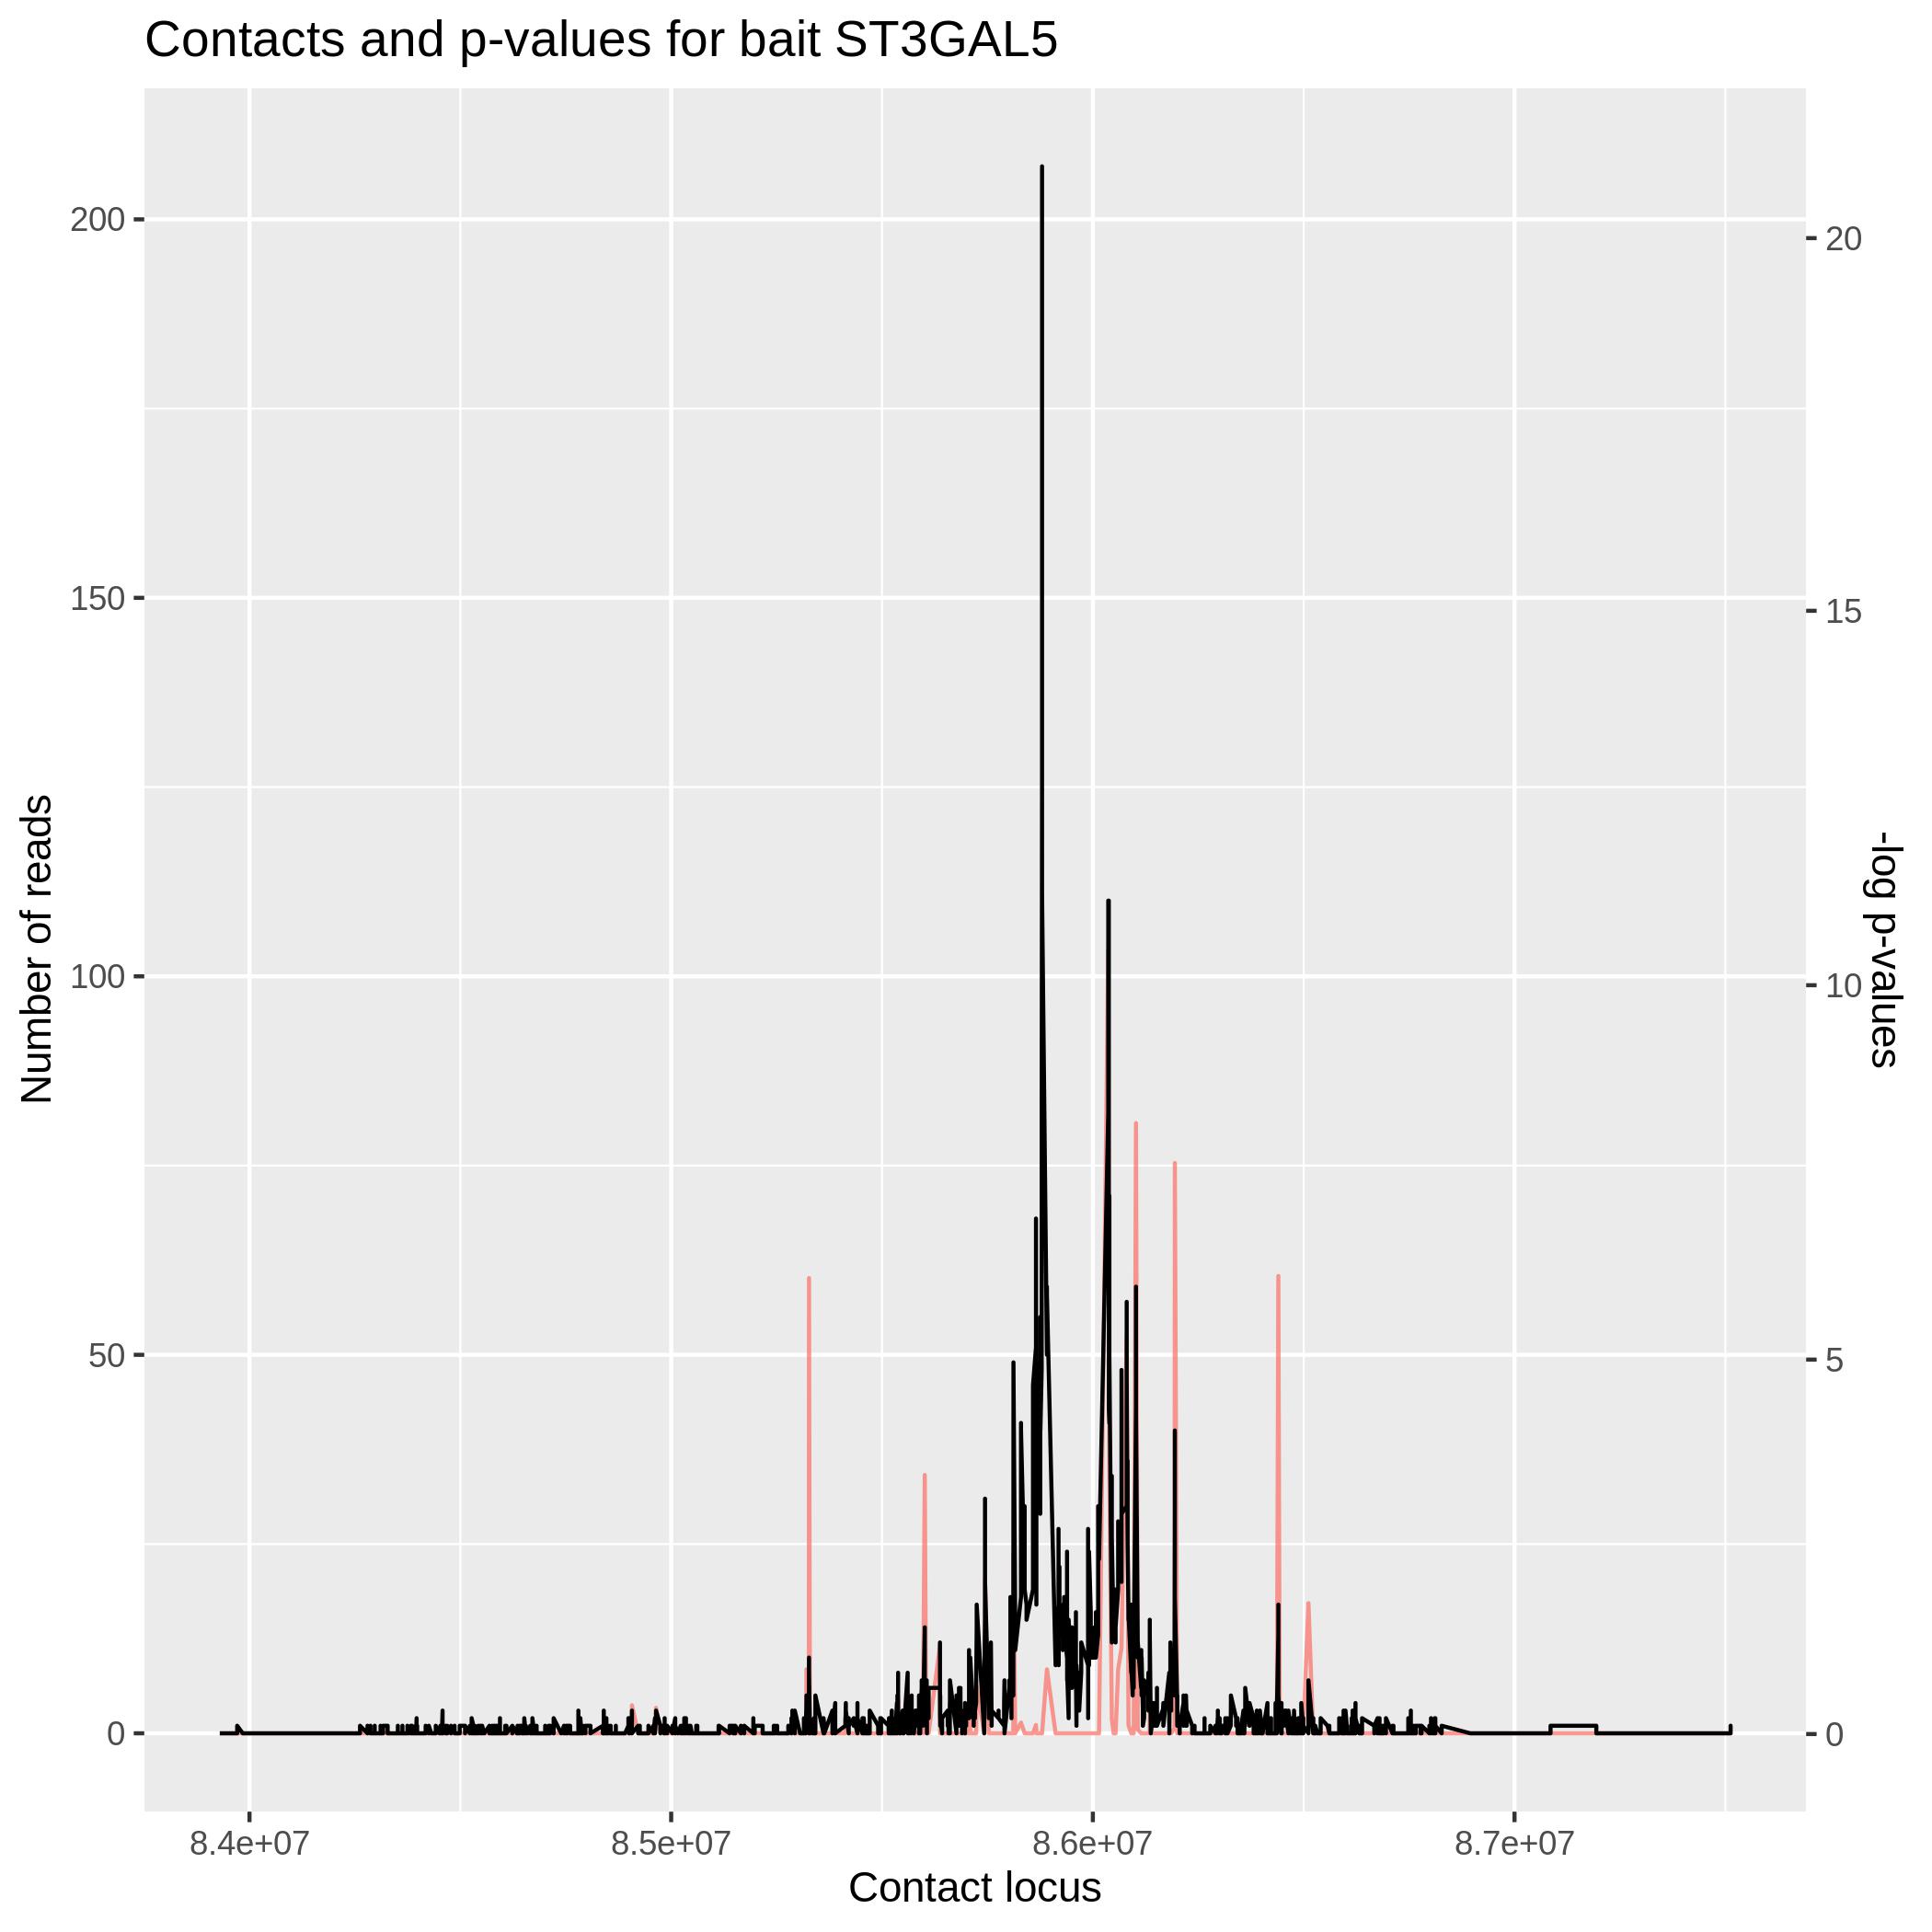 Contacts and p-values for bait ST3GAL5
200
150
100
50
0
20
15
10
5
0
Number of reads
-log p-values
8.4e+07
8.5e+07
8.6e+07
8.7e+07
Contact locus